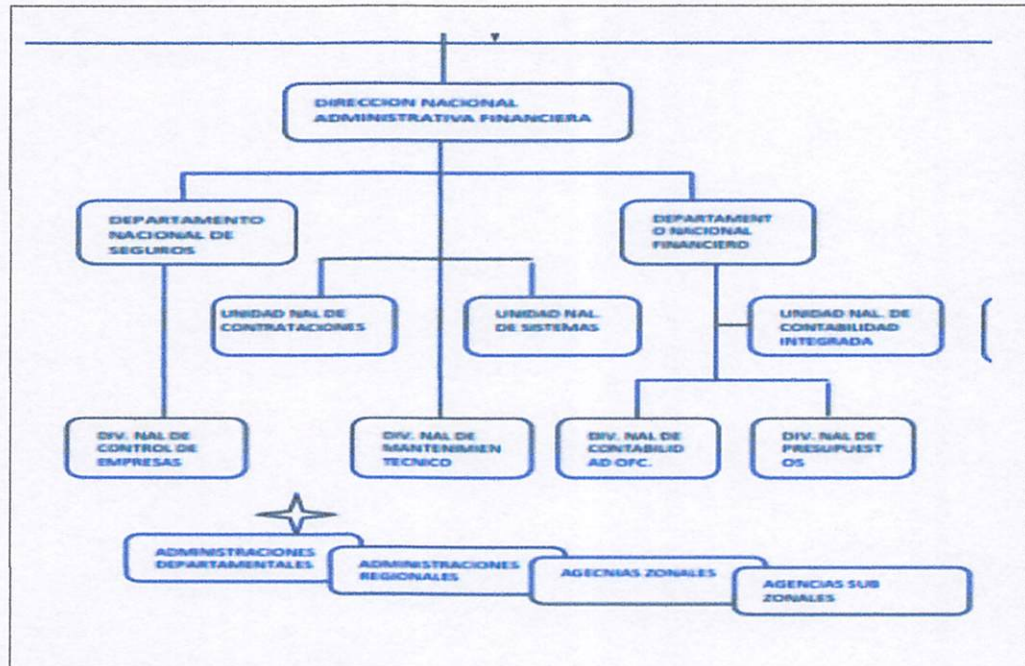 DIRECCION NACIONAL
ADMINISTRATIVA FINANCIERA
DEPARTAMENTO
NACIONAL DE
SEGUROS
DEPARTAMENT
O NACIONAL
FINANCIERO
UNIDAD NAL DE
CONTRATACIONES
UNIDAD NAL.
DE SISTEMAS
UNIDAD NAL. DE
CONTABILIDAD
INTEGRADA
DIV. NAL DE
CONTROL DE
EMPRESAS
DIV. NAL DE
MANTENIMIEN
TECNICO
DIV. NAL DE
CONTABILID
AD OFC.
DIV. NAL DE
PRESUPUEST
OS
ADMINISTRACIONES
DEPARTAMENTALES
ADMINISTRACIONES
REGIONALES
AGECNIAS ZONALES
AGENCIAS SUB
ZONALES